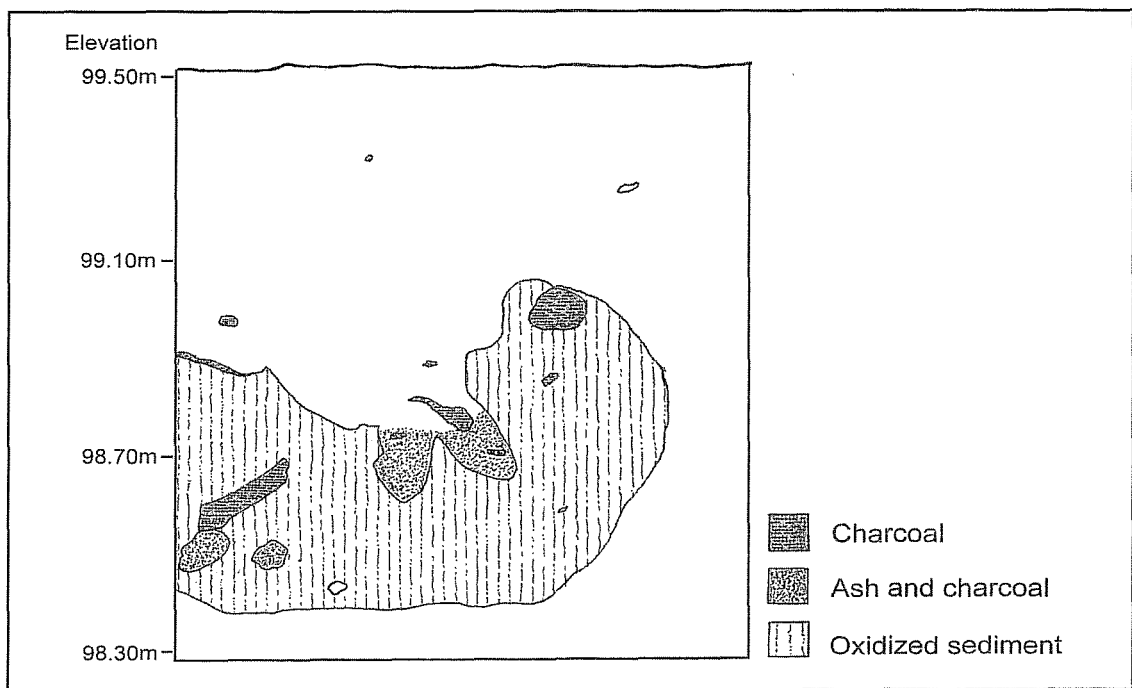 Elevation
99.50m
99.10m
98.70m
98.30m
Charcoal
Ash and charcoal
Oxidized sediment